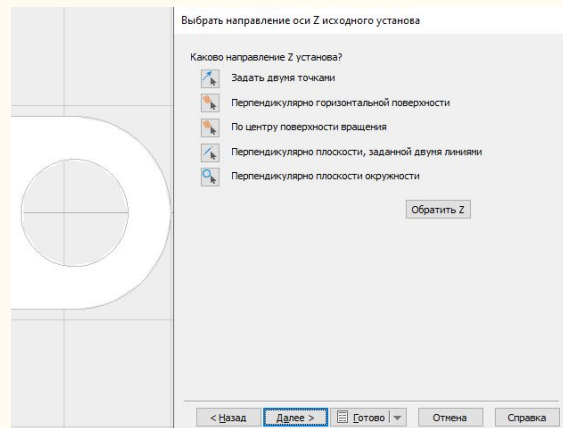 Выбрать направление оси Z исходного установа
Каково направление Z установа?
Задать двумя точками
Перпендикулярно горизонтальной поверхности
По центру поверхности вращения
Перпендикулярно плоскости, заданной двумя линиями
Перпендикулярно плоскости окружности
Обратить Z
< Назад Далее > Готово Отмена Справка